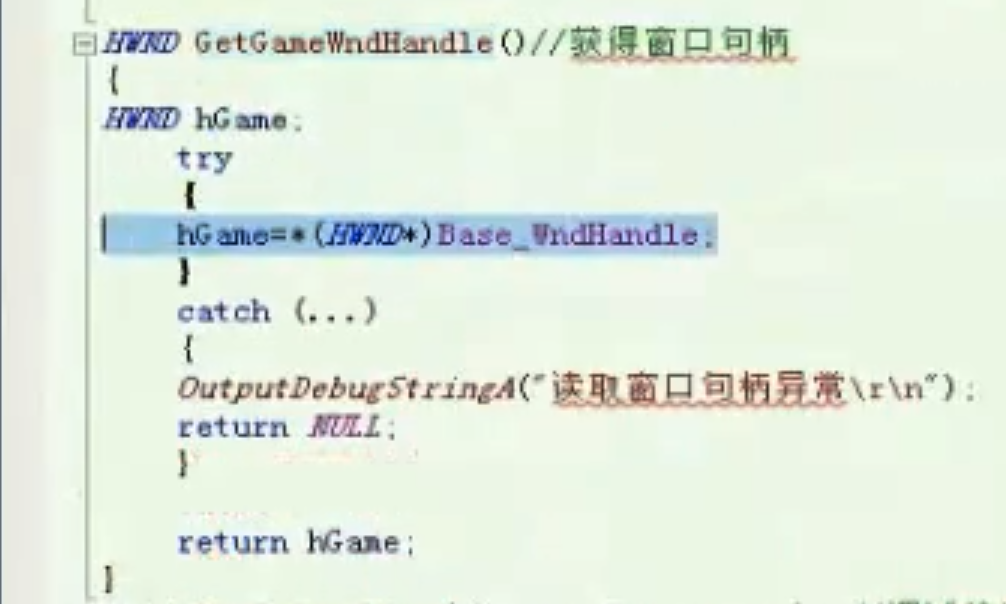 HWND GetGameWndHandle()//获得窗口句柄
{
HWND hGame;
try
{
hGame=*(HWND*)Base_WndHandle;
}
catch (...)
{
OutputDebugStringA("读取窗口句柄异常\r\n");
return NULL;
}
return hGame;
}